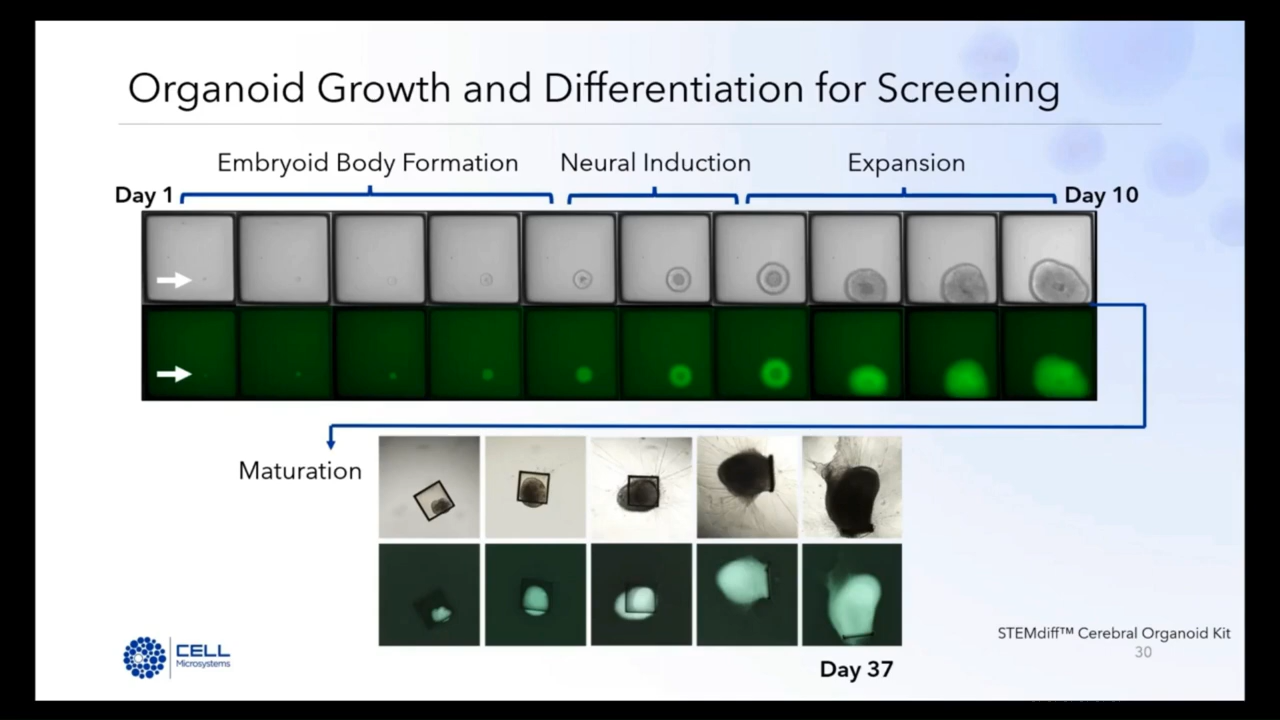 Organoid Growth and Differentiation for Screening
Embryoid Body Formation
Neural Induction
Expansion
Day 1
Day 10
Maturation
Day 37
STEMdiff™ Cerebral Organoid Kit
30
CELL
Microsystems